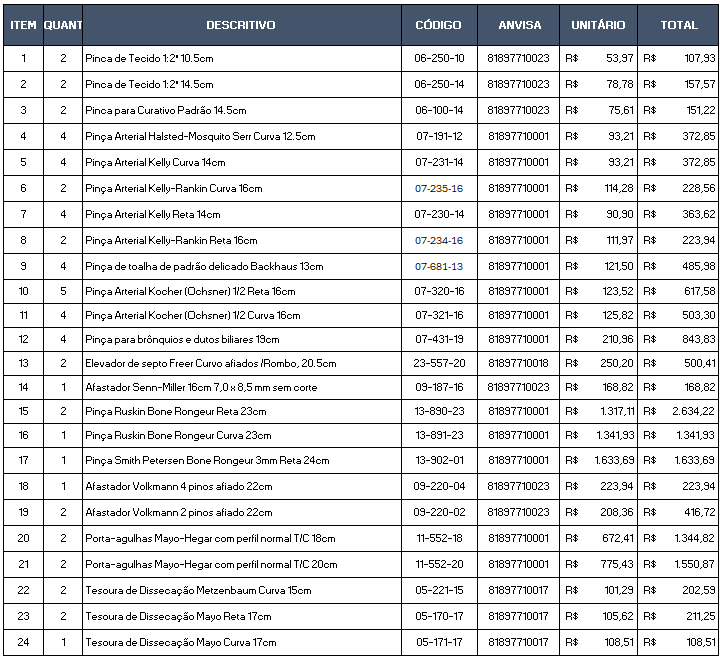 ITEM QUANT DESCRITIVO CÓDIGO ANVISA UNITÁRIO TOTAL
1 2 Pinca de Tecido 1:2" 10.5cm 06-250-10 81897710023 R$ 53,97 R$ 107,93
2 2 Pinca de Tecido 1:2" 14.5cm 06-250-14 81897710023 R$ 78,78 R$ 157,57
3 2 Pinca para Curativo Padrão 14.5cm 06-100-14 81897710023 R$ 75,61 R$ 151,22
4 4 Pinça Arterial Halsted-Mosquito Serr Curva 12.5cm 07-191-12 81897710001 R$ 93,21 R$ 372,85
5 4 Pinça Arterial Kelly Curva 14cm 07-231-14 81897710001 R$ 93,21 R$ 372,85
6 2 Pinça Arterial Kelly-Rankin Curva 16cm 07-235-16 81897710001 R$ 114,28 R$ 228,56
7 4 Pinça Arterial Kelly Reta 14cm 07-230-14 81897710001 R$ 90,90 R$ 363,62
8 2 Pinça Arterial Kelly-Rankin Reta 16cm 07-234-16 81897710001 R$ 111,97 R$ 223,94
9 4 Pinça de toalha de padrão delicado Backhaus 13cm 07-681-13 81897710001 R$ 121,50 R$ 485,98
10 5 Pinça Arterial Kocher (Ochsner) 1/2 Reta 16cm 07-320-16 81897710001 R$ 123,52 R$ 617,58
11 4 Pinça Arterial Kocher (Ochsner) 1/2 Curva 16cm 07-321-16 81897710001 R$ 125,82 R$ 503,30
12 4 Pinça para brônquios e dutos biliares 19cm 07-431-19 81897710001 R$ 210,96 R$ 843,83
13 2 Elevador de septo Freer Curvo afiados /Rombo, 20.5cm 23-557-20 81897710018 R$ 250,20 R$ 500,41
14 1 Afastador Senn-Miller 16cm 7,0 x 8,5 mm sem corte 09-187-16 81897710023 R$ 168,82 R$ 168,82
15 2 Pinça Ruskin Bone Rongeur Reta 23cm 13-890-23 81897710001 R$ 1.317,11 R$ 2.634,22
16 1 Pinça Ruskin Bone Rongeur Curva 23cm 13-891-23 81897710001 R$ 1.341,93 R$ 1.341,93
17 1 Pinça Smith Petersen Bone Rongeur 3mm Reta 24cm 13-902-01 81897710001 R$ 1.633,69 R$ 1.633,69
18 1 Afastador Volkmann 4 pinos afiado 22cm 09-220-04 81897710023 R$ 223,94 R$ 223,94
19 2 Afastador Volkmann 2 pinos afiado 22cm 09-220-02 81897710023 R$ 208,36 R$ 416,72
20 2 Porta-agulhas Mayo-Hegar com perfil normal T/C 18cm 11-552-18 81897710001 R$ 672,41 R$ 1.344,82
21 2 Porta-agulhas Mayo-Hegar com perfil normal T/C 20cm 11-552-20 81897710001 R$ 775,43 R$ 1.550,87
22 2 Tesoura de Dissecação Metzenbaum Curva 15cm 05-221-15 81897710017 R$ 101,29 R$ 202,59
23 2 Tesoura de Dissecação Mayo Reta 17cm 05-170-17 81897710017 R$ 105,62 R$ 211,25
24 1 Tesoura de Dissecação Mayo Curva 17cm 05-171-17 81897710017 R$ 108,51 R$ 108,51